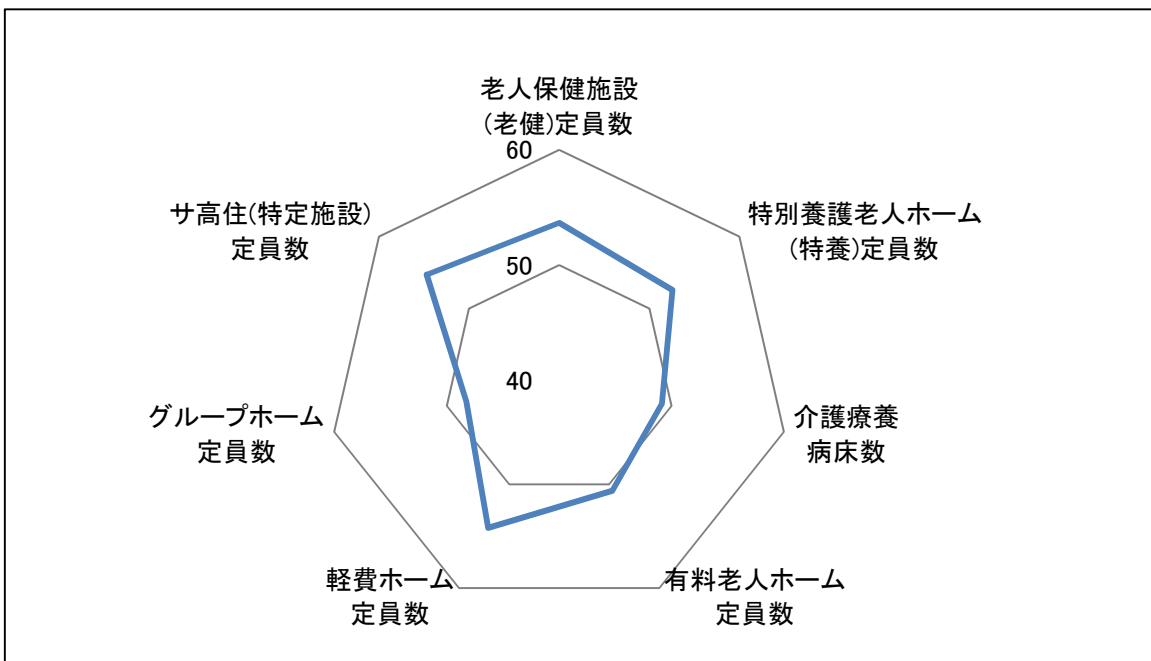 老人保健施設
(老健)定員数
60
サ高住(特定施設)
定員数
特別養護老人ホーム
(特養)定員数
50
40
グループホーム
定員数
介護療養
病床数
軽費ホーム
定員数
有料老人ホーム
定員数